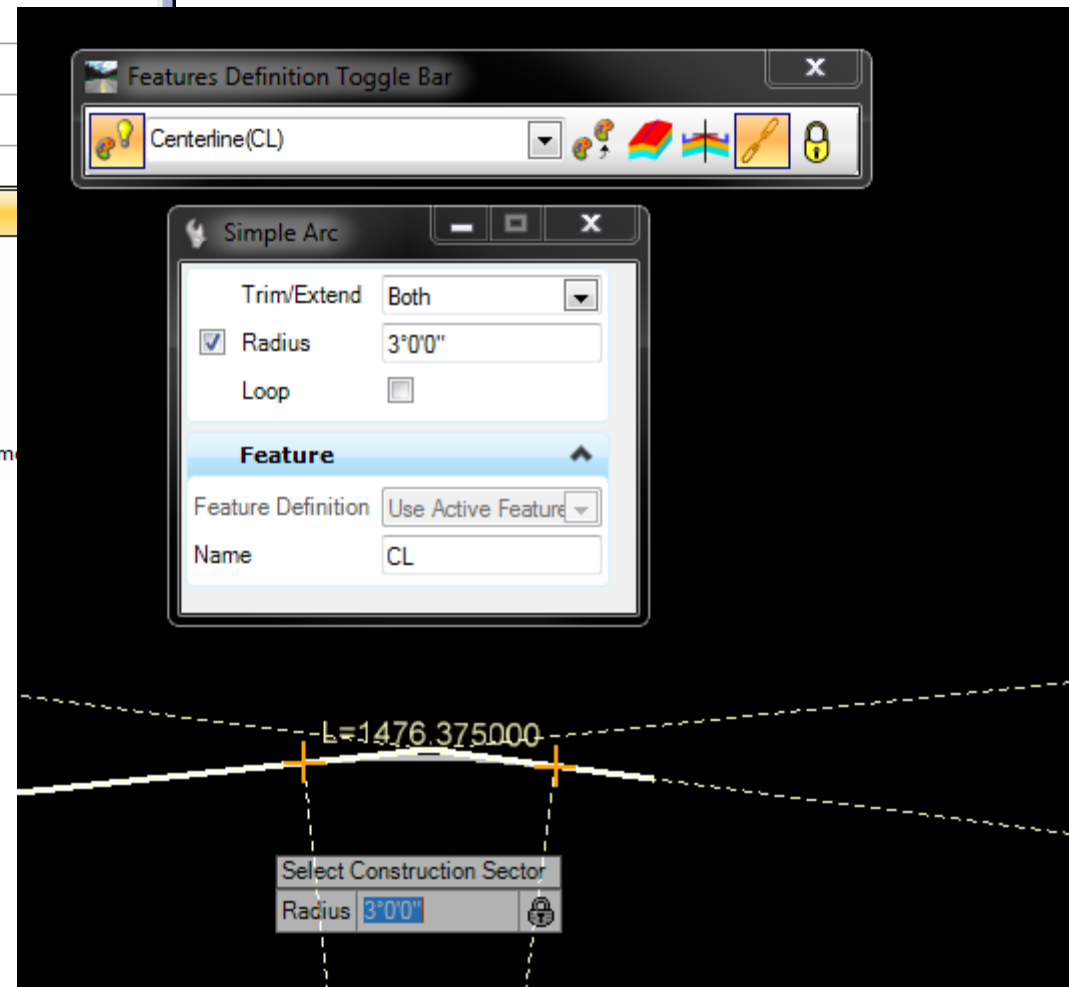 Features Definition Toggle Bar
x
Centerline(CL)
Simple Arc
x
Trim/Extend Both
Radius 3°0'0"
Loop
Feature
Feature Definition Use Active Feature
Name CL
L=1476.375000
Select Construction Sector
Radius 3°0'0"